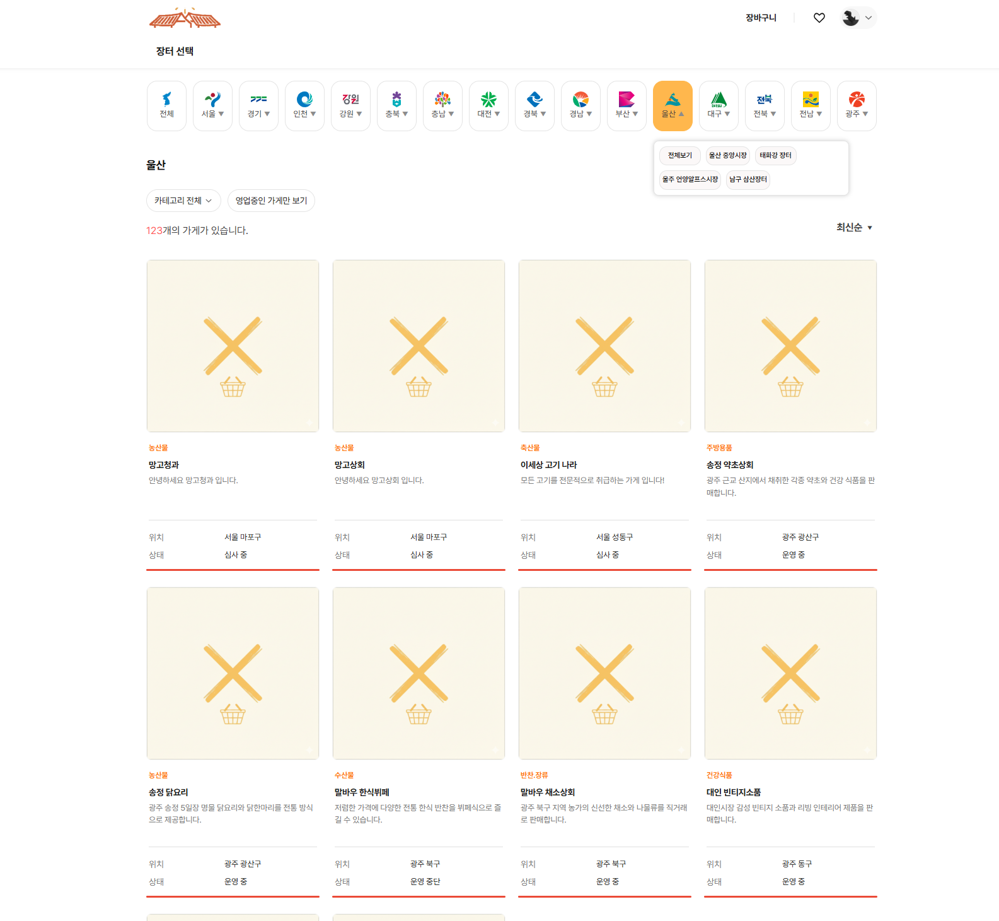 장바구니
장터 선택
전체
서울 ▼
경기 ▼
인천 ▼
강원
강원 ▼
충북 ▼
충남 ▼
대전 ▼
경북 ▼
경남 ▼
부산 ▼
울산 ▲
DAEGU
대구 ▼
전북
전북 ▼
전남 ▼
광주 ▼
전체보기
울산 중앙시장
태화강 장터
울주 언양알프스시장
남구 삼산장터
울산
카테고리 전체
영업중인 가게만 보기
123개의 가게가 있습니다.
최신순 ▼
농산물
망고청과
안녕하세요 망고청과 입니다.
위치 서울 마포구
상태 심사 중
농산물
망고상회
안녕하세요 망고상회 입니다.
위치 서울 마포구
상태 심사 중
축산물
이세상 고기 나라
모든 고기를 전문적으로 취급하는 가게 입니다!
위치 서울 성동구
상태 심사 중
주방용품
송정 약초상회
광주 근교 산지에서 채취한 각종 약초와 건강 식품을 판
매합니다.
위치 광주 광산구
상태 운영 중
농산물
송정 닭요리
광주 송정 5일장 명물 닭요리와 닭한마리를 전통 방식
으로 제공합니다.
위치 광주 광산구
상태 운영 중
수산물
말바우 한식뷔페
저렴한 가격에 다양한 전통 한식 반찬을 뷔페식으로 즐
길 수 있습니다.
위치 광주 북구
상태 운영 중단
반찬.장류
말바우 채소상회
광주 북구 지역 농가의 신선한 채소와 나물류를 직거래
로 판매합니다.
위치 광주 북구
상태 운영 중
건강식품
대인 빈티지소품
대인시장 감성 빈티지 소품과 리빙 인테리어 제품을 판
매합니다.
위치 광주 동구
상태 운영 중